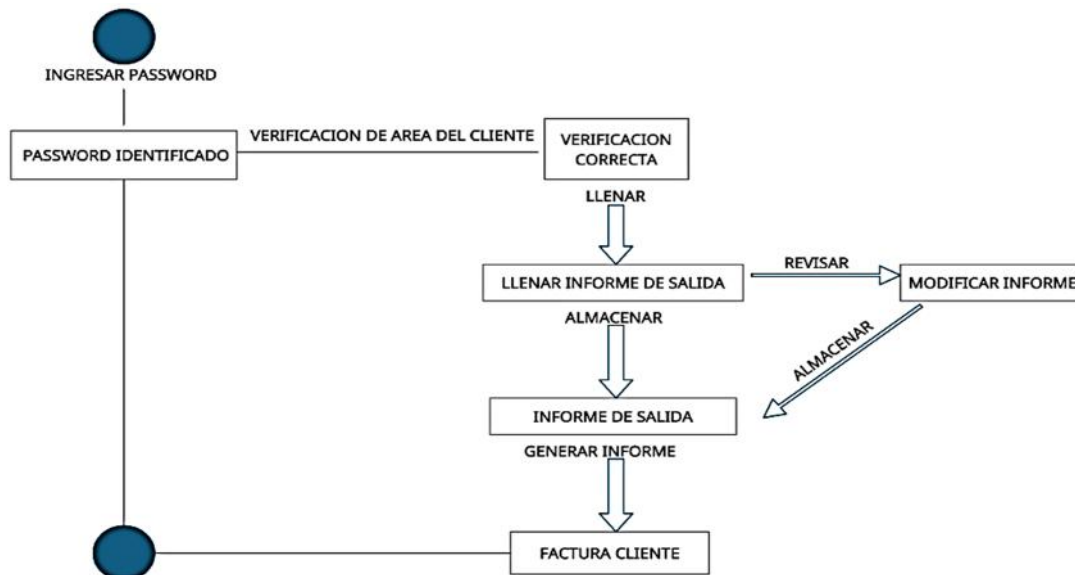 INGRESAR PASSWORD
PASSWORD IDENTIFICADO
VERIFICACION DE AREA DEL CLIENTE
VERIFICACION
CORRECTA
LLENAR
LLENAR INFORME DE SALIDA
REVISAR
MODIFICAR INFORME
ALMACENAR
ALMACENAR
INFORME DE SALIDA
GENERAR INFORME
FACTURA CLIENTE